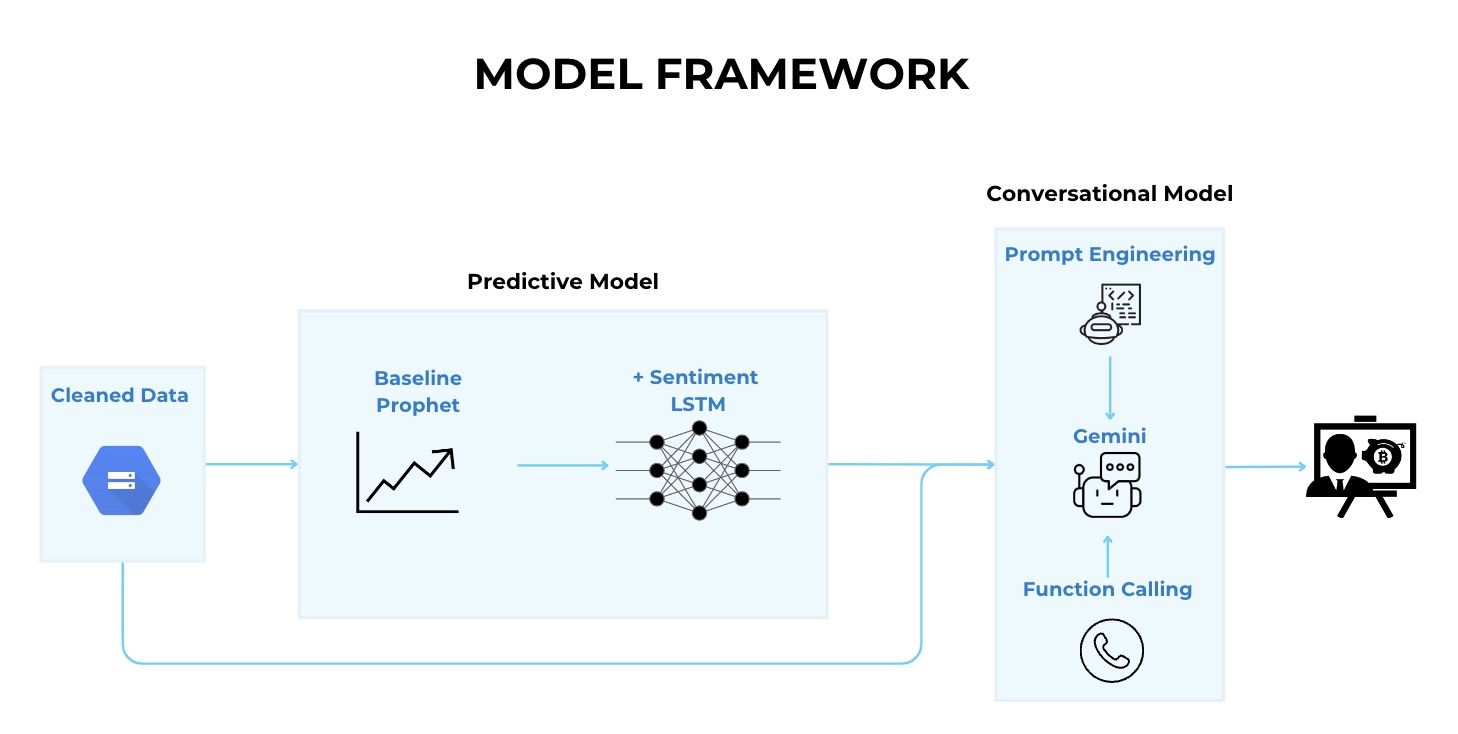 MODEL FRAMEWORK
Conversational Model
Prompt Engineering
Predictive Model
Baseline
Prophet
+ Sentiment
LSTM
Cleaned Data
Gemini
Function Calling